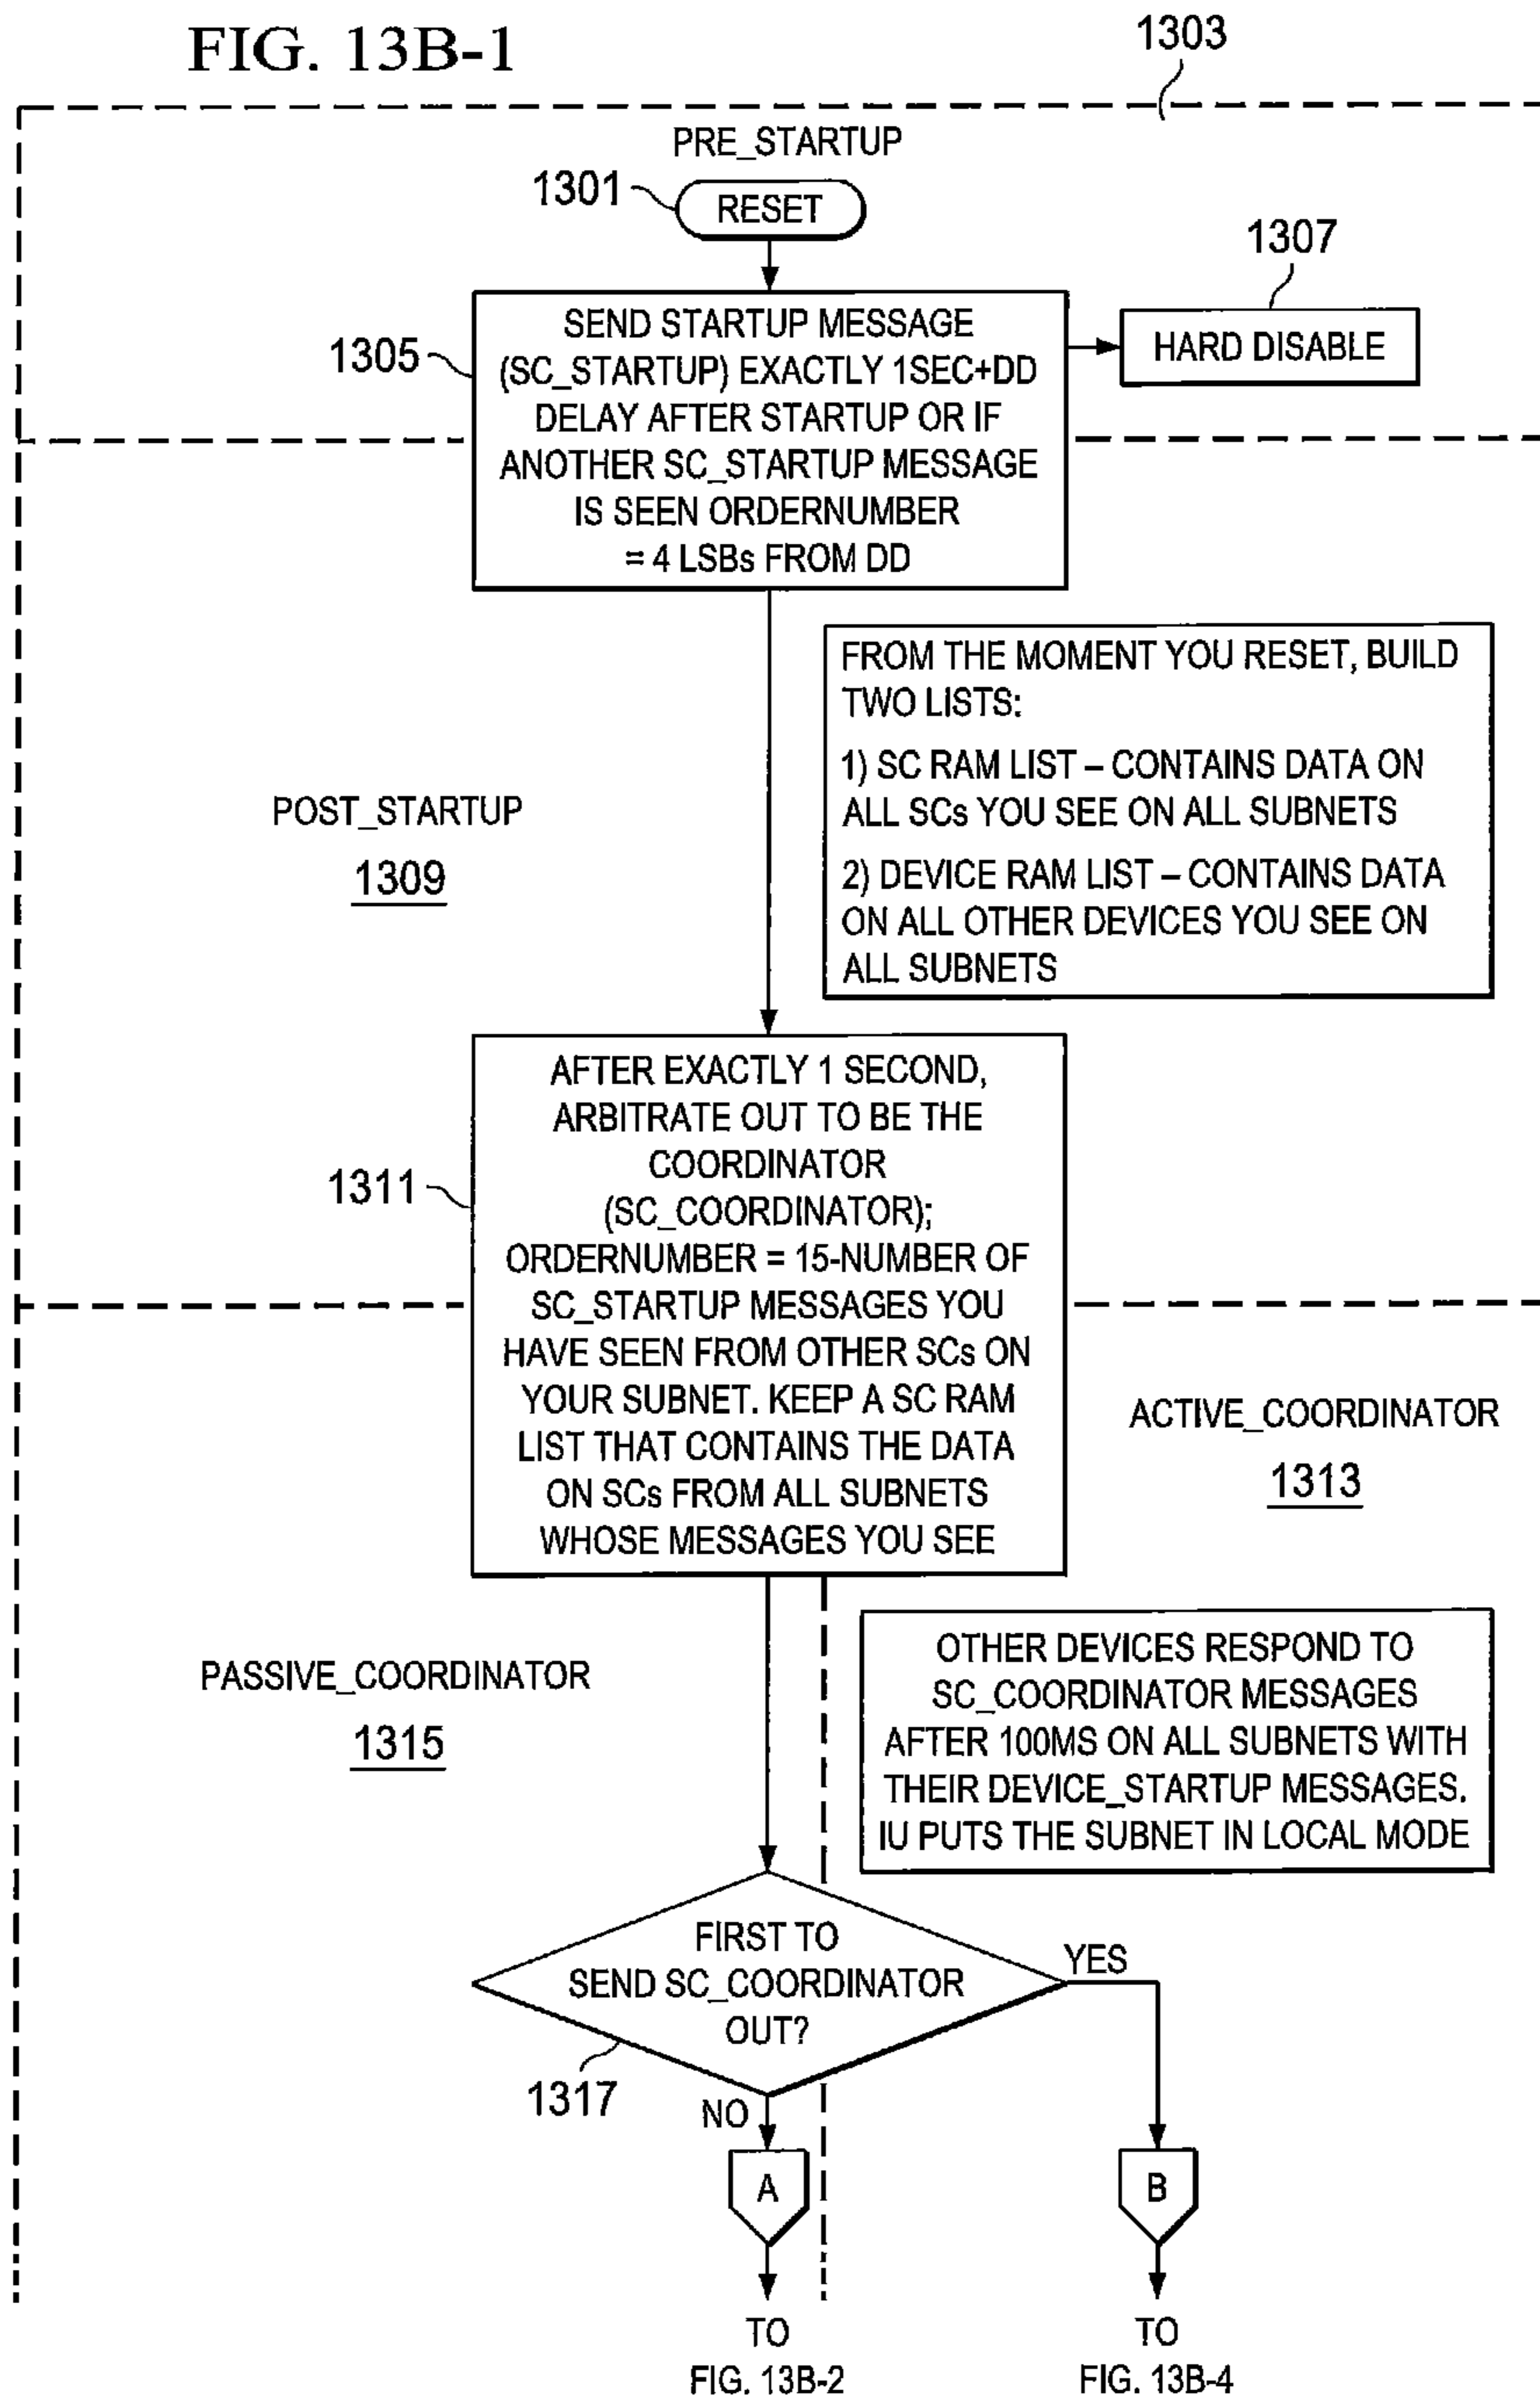 FIG. 13B-1
1303
PRE_STARTUP
1301
RESET
1307
HARD DISABLE
1305
SEND STARTUP MESSAGE
(SC_STARTUP) EXACTLY 1SEC+DD
DELAY AFTER STARTUP OR IF
ANOTHER SC_STARTUP MESSAGE
IS SEEN ORDERNUMBER
= 4 LSBs FROM DD
FROM THE MOMENT YOU RESET, BUILD
TWO LISTS:
1) SC RAM LIST – CONTAINS DATA ON
ALL SCs YOU SEE ON ALL SUBNETS
2) DEVICE RAM LIST – CONTAINS DATA
ON ALL OTHER DEVICES YOU SEE ON
ALL SUBNETS
POST_STARTUP
1309
AFTER EXACTLY 1 SECOND,
ARBITRATE OUT TO BE THE
COORDINATOR
(SC_COORDINATOR);
ORDERNUMBER = 15-NUMBER OF
SC_STARTUP MESSAGES YOU
HAVE SEEN FROM OTHER SCs ON
YOUR SUBNET. KEEP A SC RAM
LIST THAT CONTAINS THE DATA
ON SCs FROM ALL SUBNETS
WHOSE MESSAGES YOU SEE
1311
ACTIVE_COORDINATOR
1313
PASSIVE_COORDINATOR
1315
OTHER DEVICES RESPOND TO
SC_COORDINATOR MESSAGES
AFTER 100MS ON ALL SUBNETS WITH
THEIR DEVICE_STARTUP MESSAGES.
IU PUTS THE SUBNET IN LOCAL MODE
FIRST TO
SEND SC_COORDINATOR
OUT?
YES
1317
NO
A
B
TO
FIG. 13B-2
TO
FIG. 13B-4